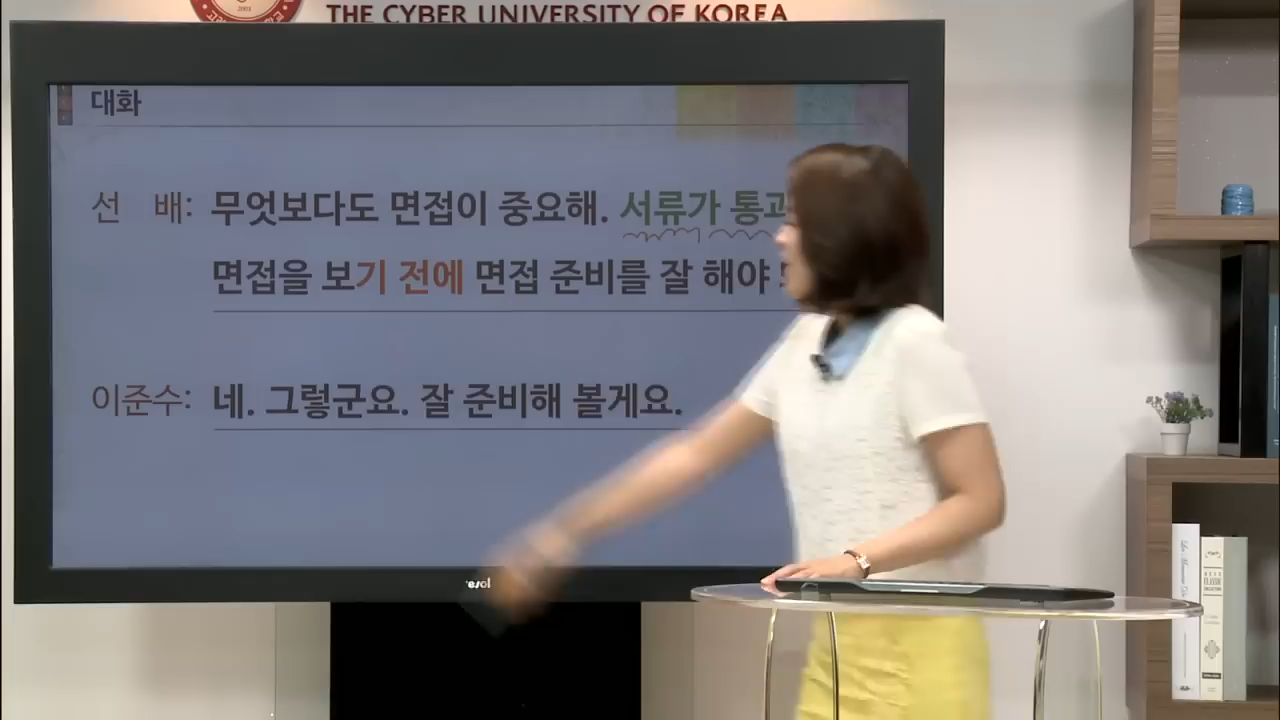 THE CYBER UNIVERSITY OF KOREA
대화
선 배: 무엇보다도 면접이 중요해. 서류가
면접을 보기 전에 면접 준비를 잘 해야
이준수: 네. 그렇군요. 잘 준비해 볼게요.